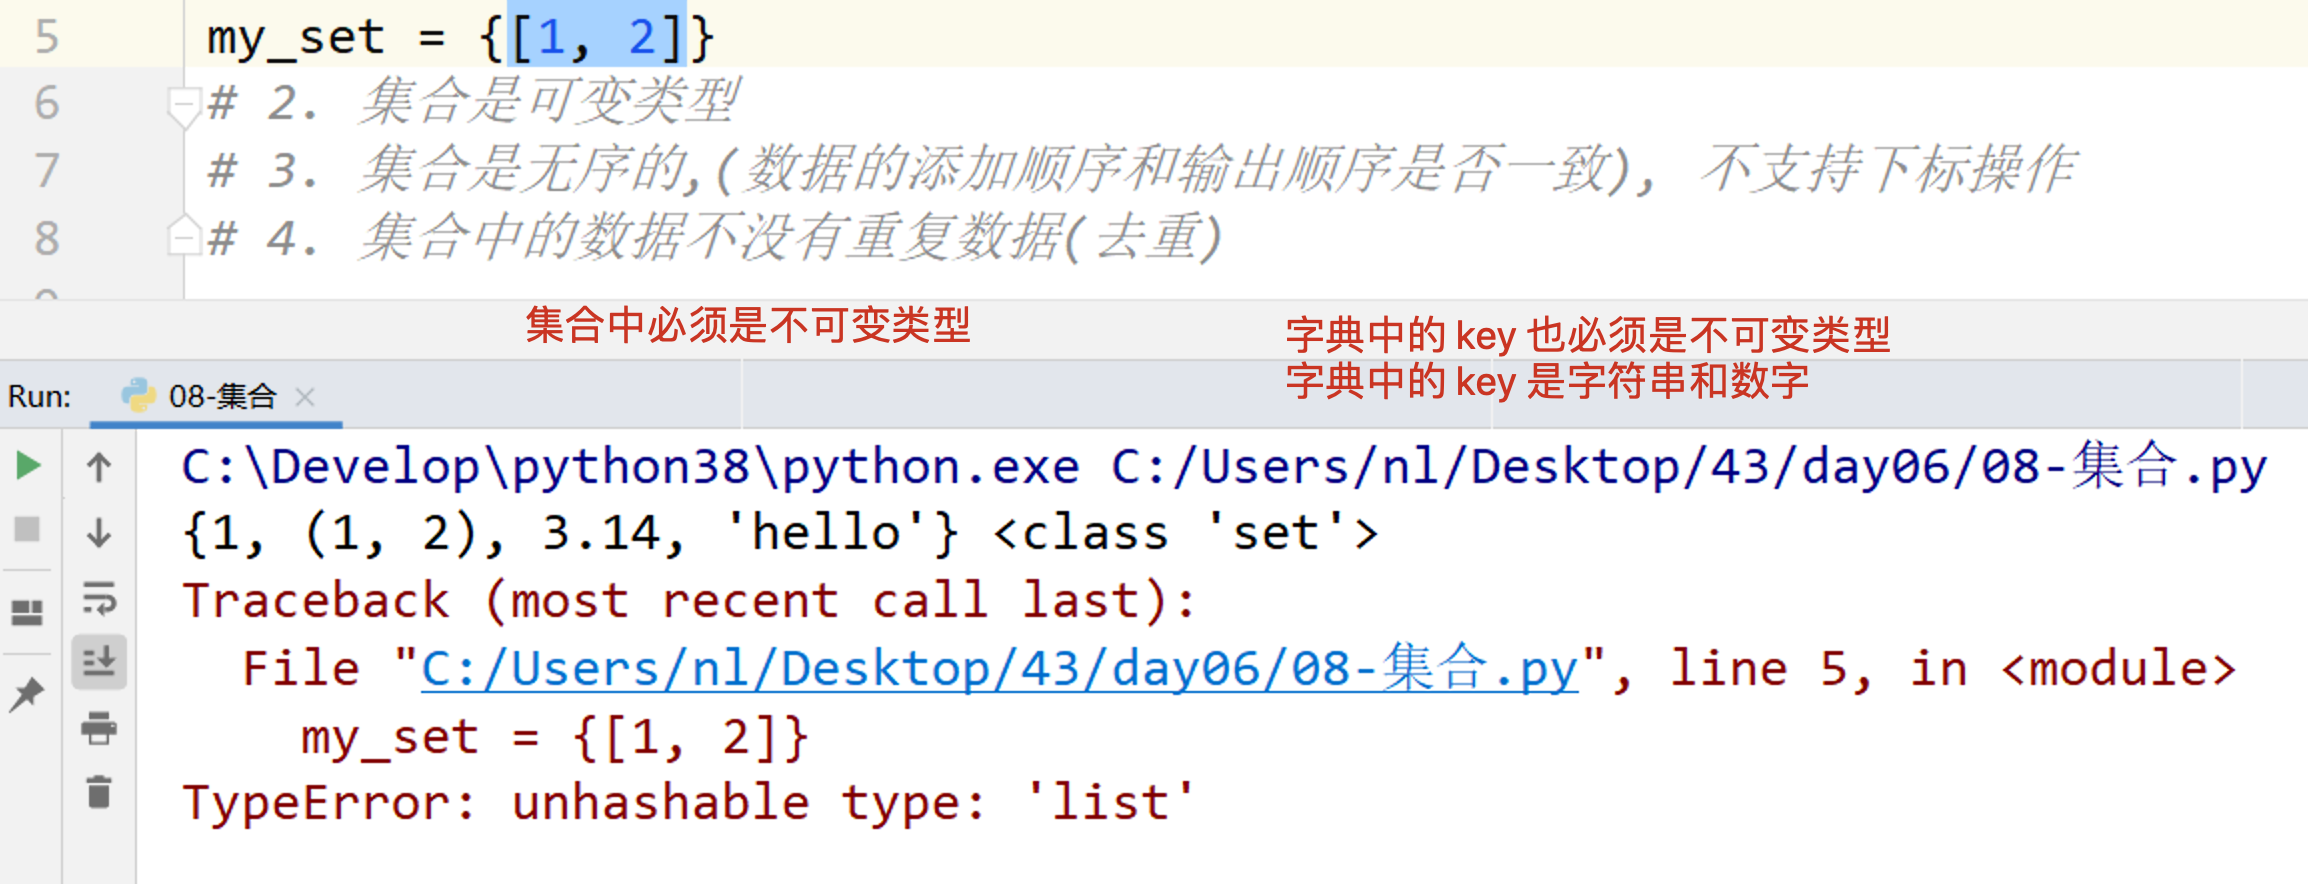 5 my_set = {[1, 2]}
6 # 2. 集合是可变类型
7 # 3. 集合是无序的,(数据的添加顺序和输出顺序是否一致), 不支持下标操作
8 # 4. 集合中的数据不没有重复数据(去重)
集合中必须是不可变类型
字典中的 key 也必须是不可变类型
字典中的 key 是字符串和数字
Run: 08-集合
C:\Develop\python38\python.exe C:/Users/nl/Desktop/43/day06/08-集合.py
{1, (1, 2), 3.14, 'hello'} <class 'set'>
Traceback (most recent call last):
  File "C:/Users/nl/Desktop/43/day06/08-集合.py", line 5, in <module>
    my_set = {[1, 2]}
TypeError: unhashable type: 'list'